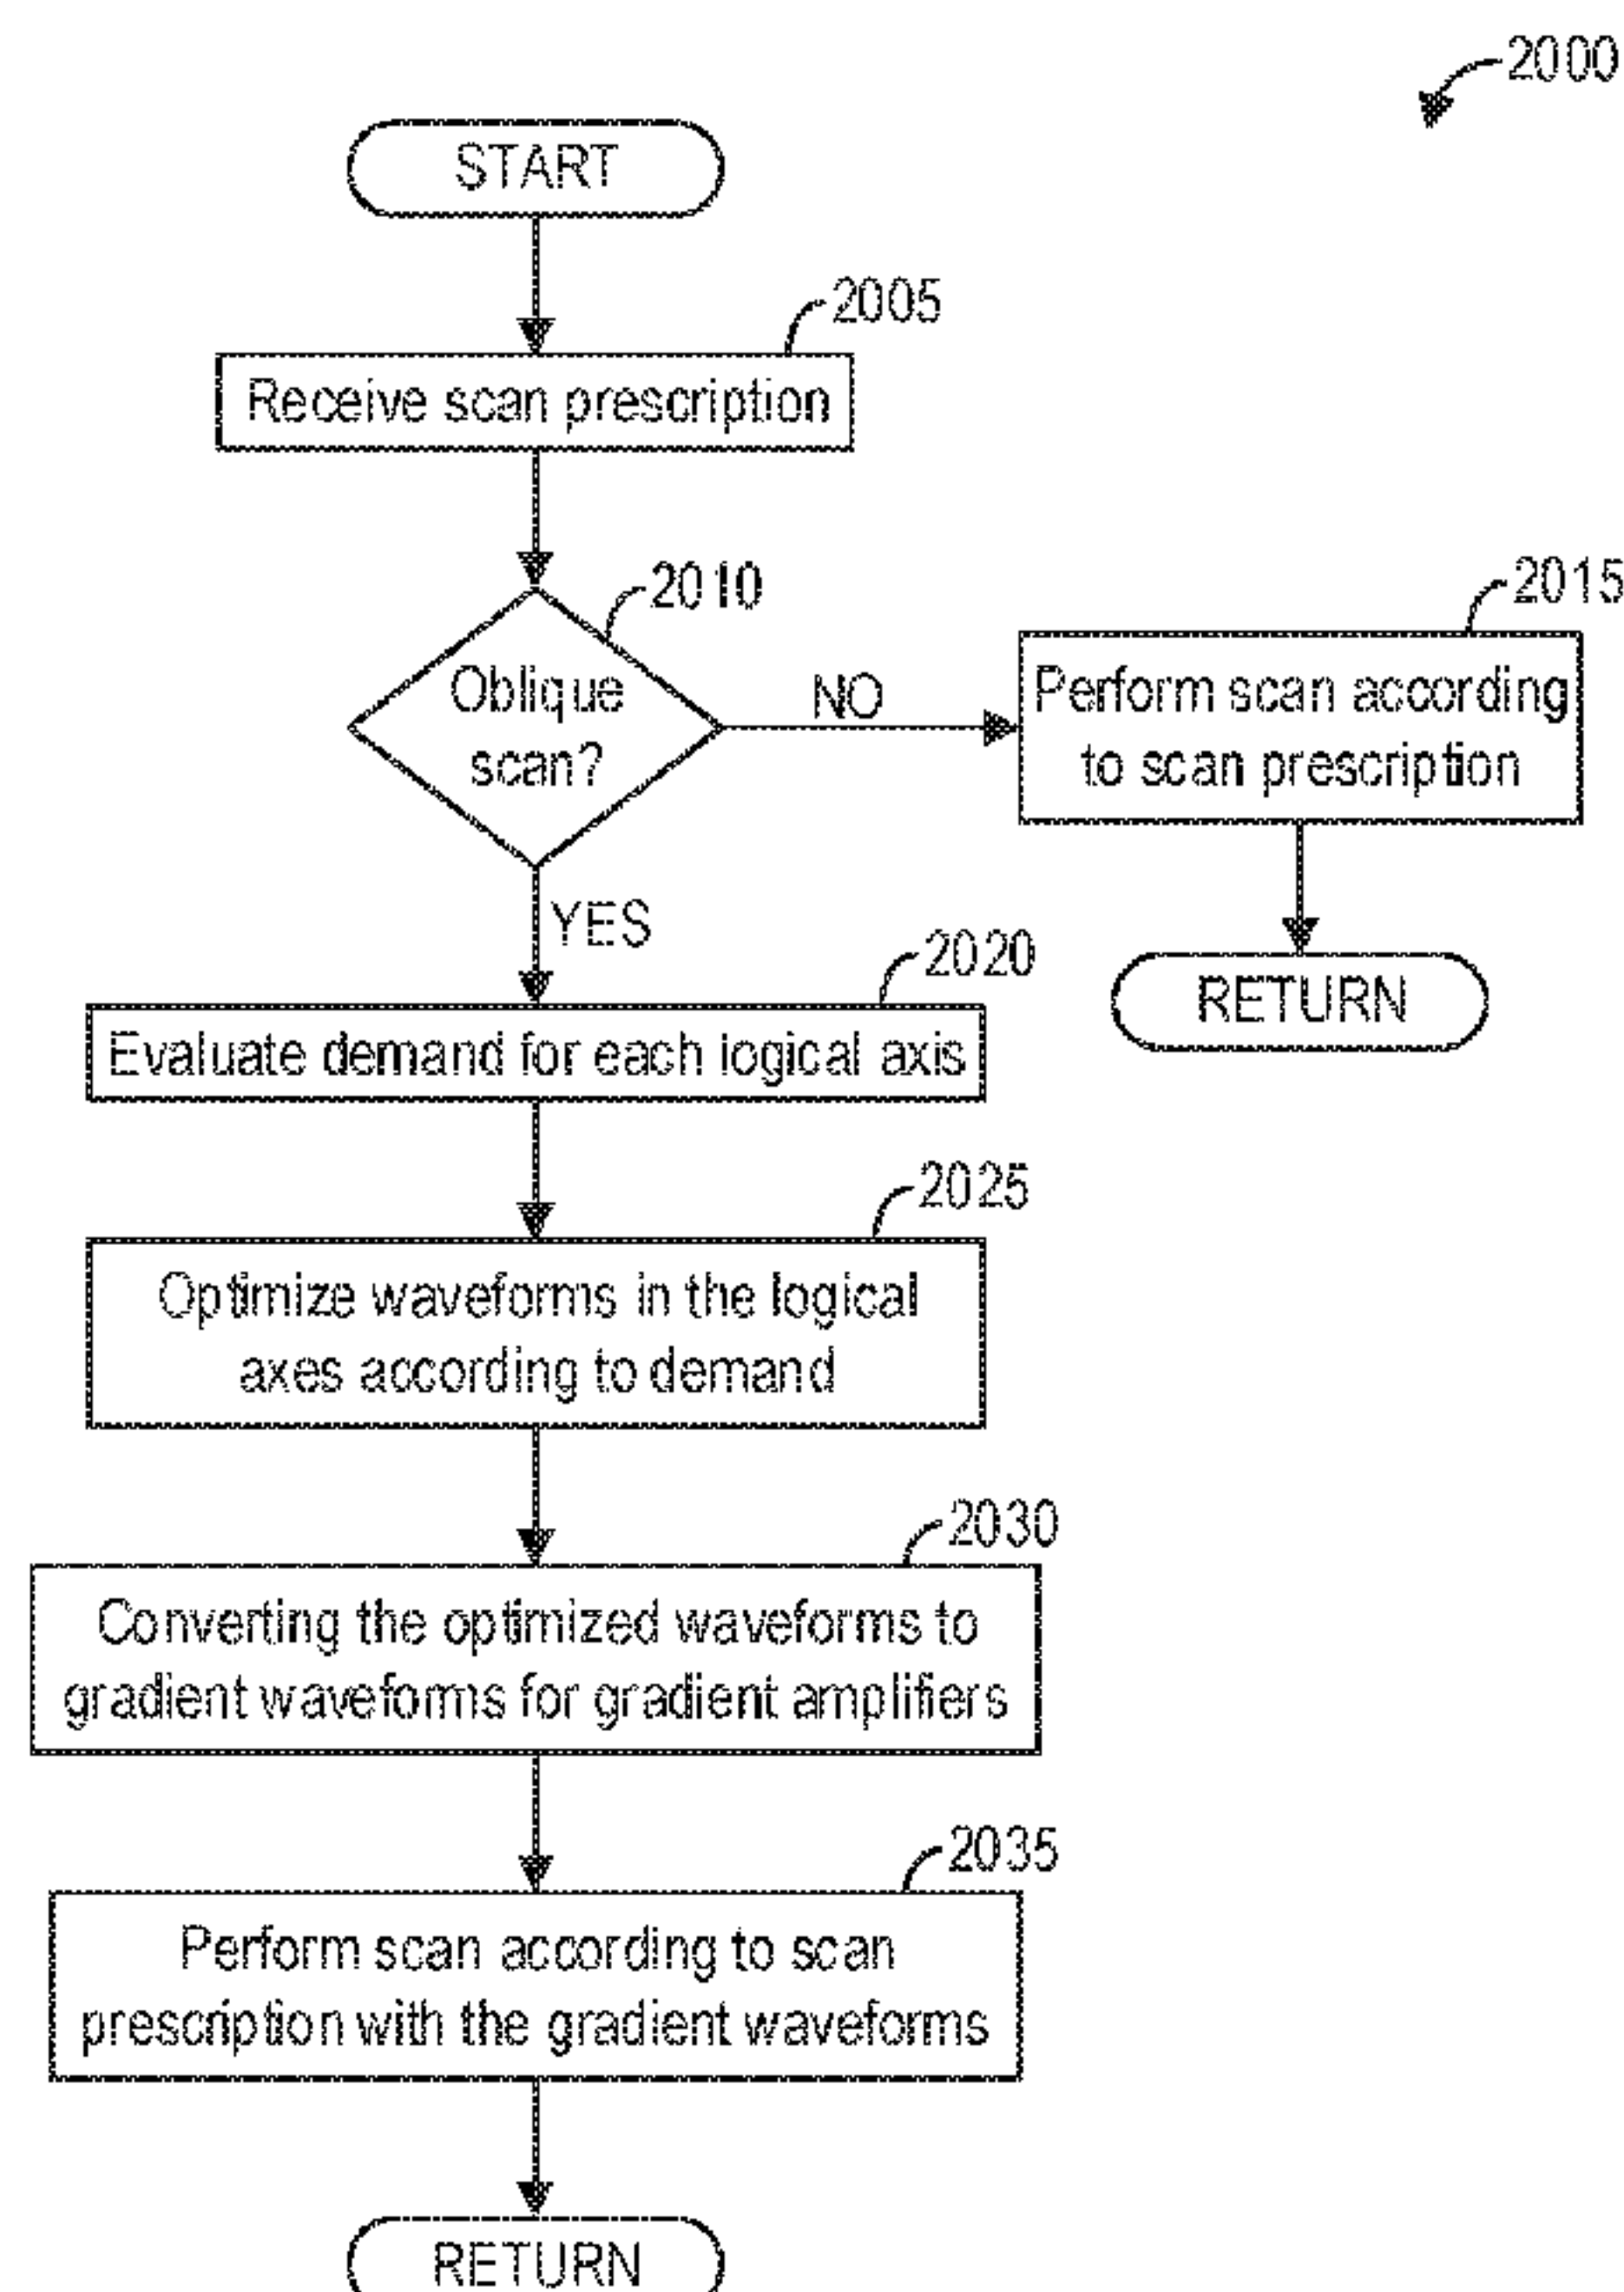 2000
START
2005
Receive scan prescription
2010
Oblique
scan?
NO
2015
Perform scan according
to scan prescription
YES
RETURN
2020
Evaluate demand for each logical axis
2025
Optimize waveforms in the logical
axes according to demand
2030
Converting the optimized waveforms to
gradient waveforms for gradient amplifiers
2035
Perform scan according to scan
prescription with the gradient waveforms
RETURN